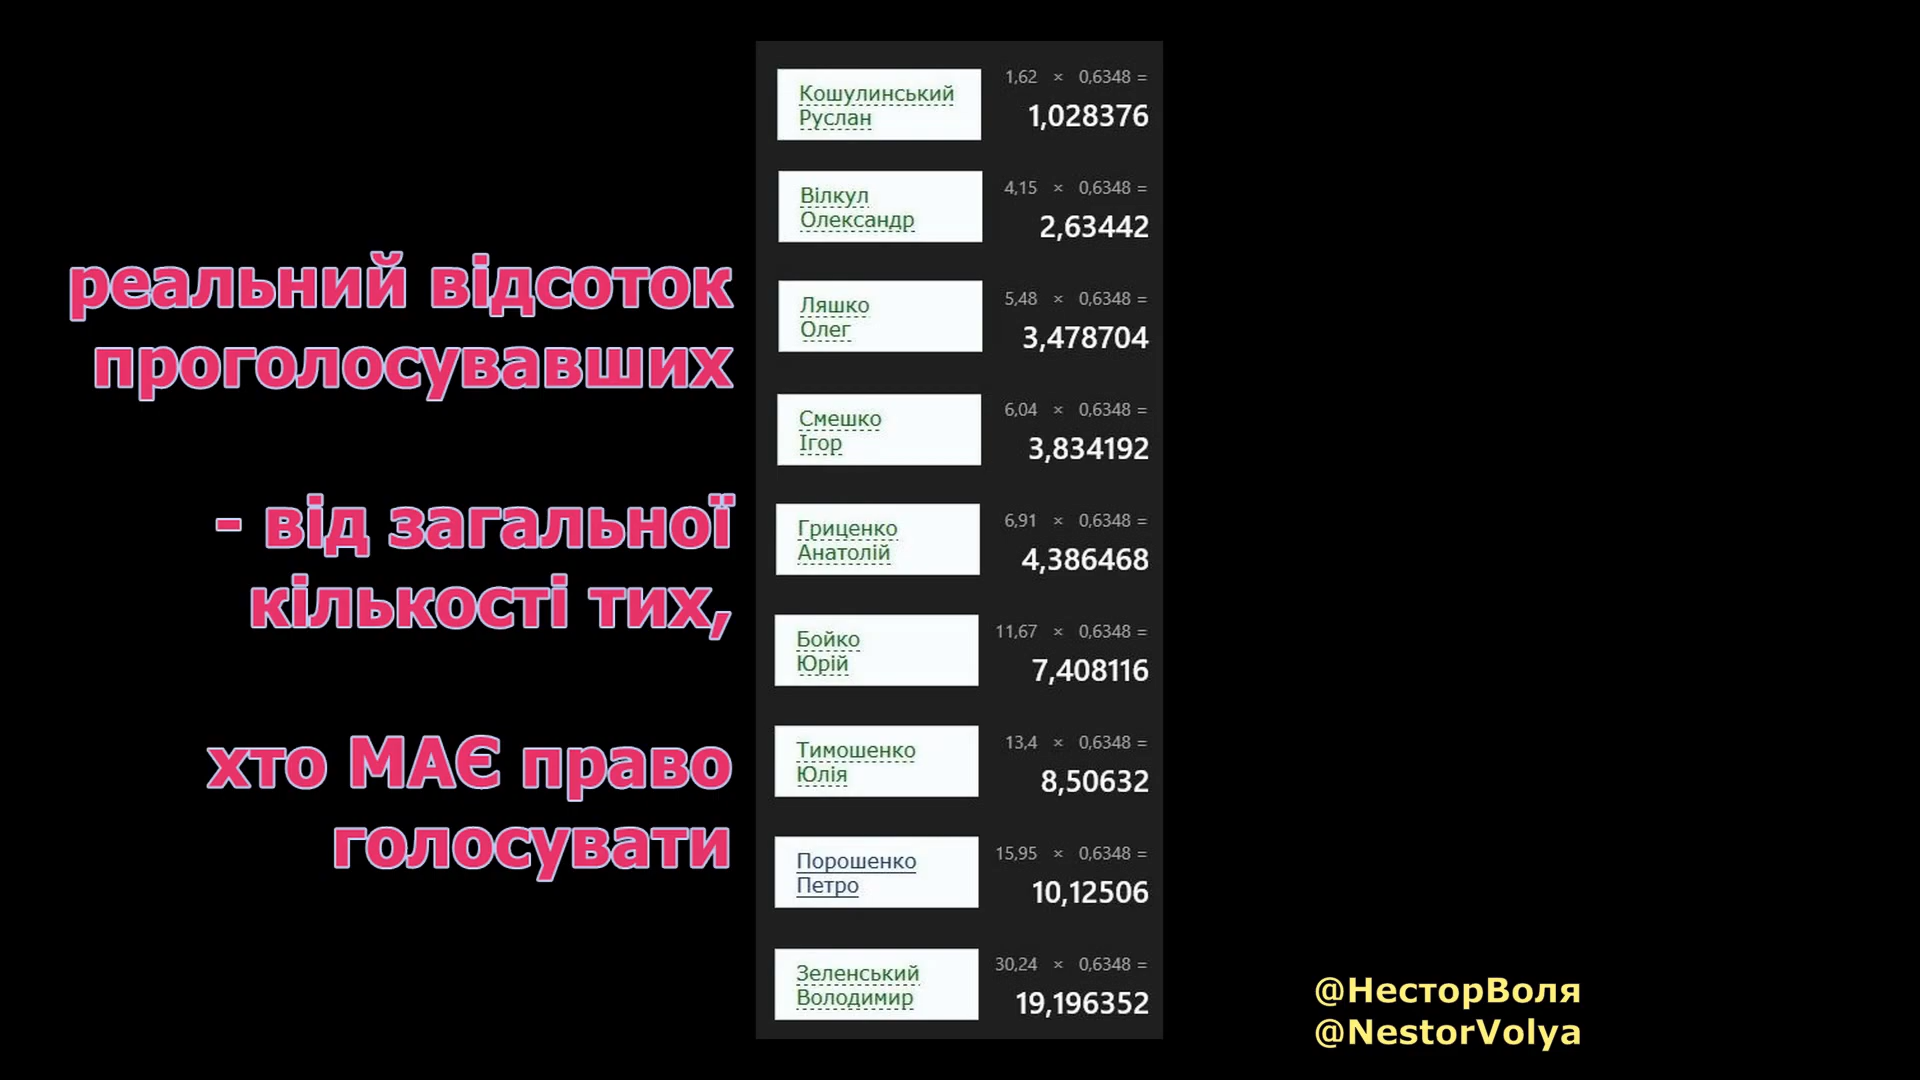 реальний відсоток
проголосувавших
- від загальної
кількості тих,
хто МАЄ право
голосувати
Кошулинський
Руслан
1,62 × 0,6348 =
1,028376
Вілкул
Олександр
4,15 × 0,6348 =
2,63442
Ляшко
Олег
5,48 × 0,6348 =
3,478704
Смешко
Ігор
6,04 × 0,6348 =
3,834192
Гриценко
Анатолій
6,91 × 0,6348 =
4,386468
Бойко
Юрій
11,67 × 0,6348 =
7,408116
Тимошенко
Юлія
13,4 × 0,6348 =
8,50632
Порошенко
Петро
15,95 × 0,6348 =
10,12506
Зеленський
Володимир
30,24 × 0,6348 =
19,196352
@НесторВоля
@NestorVolya